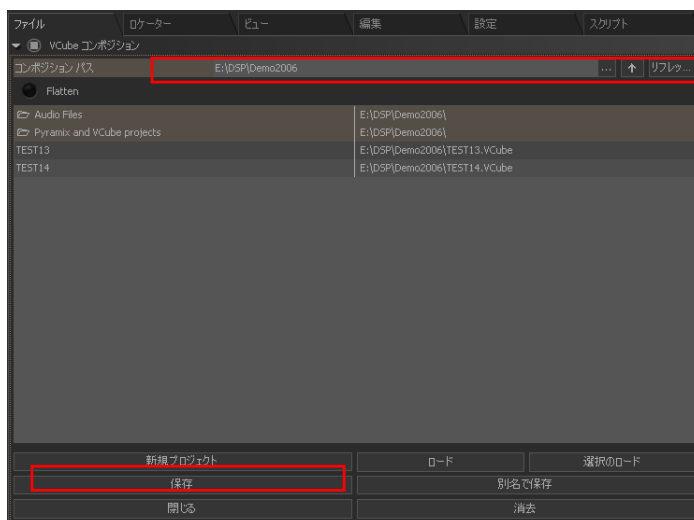 ファイル ロケーター ビュー 編集 設定 スクリプト
VCube コンポジション
コンポジション パス E:\DSP\Demo2006 ... ↑ リフレッ...
Flatten
Audio Files E:\DSP\Demo2006\
Pyramix and VCube projects E:\DSP\Demo2006\
TEST13 E:\DSP\Demo2006\TEST13.VCube
TEST14 E:\DSP\Demo2006\TEST14.VCube
新規プロジェクト ロード 選択のロード
保存 別名で保存
閉じる 消去